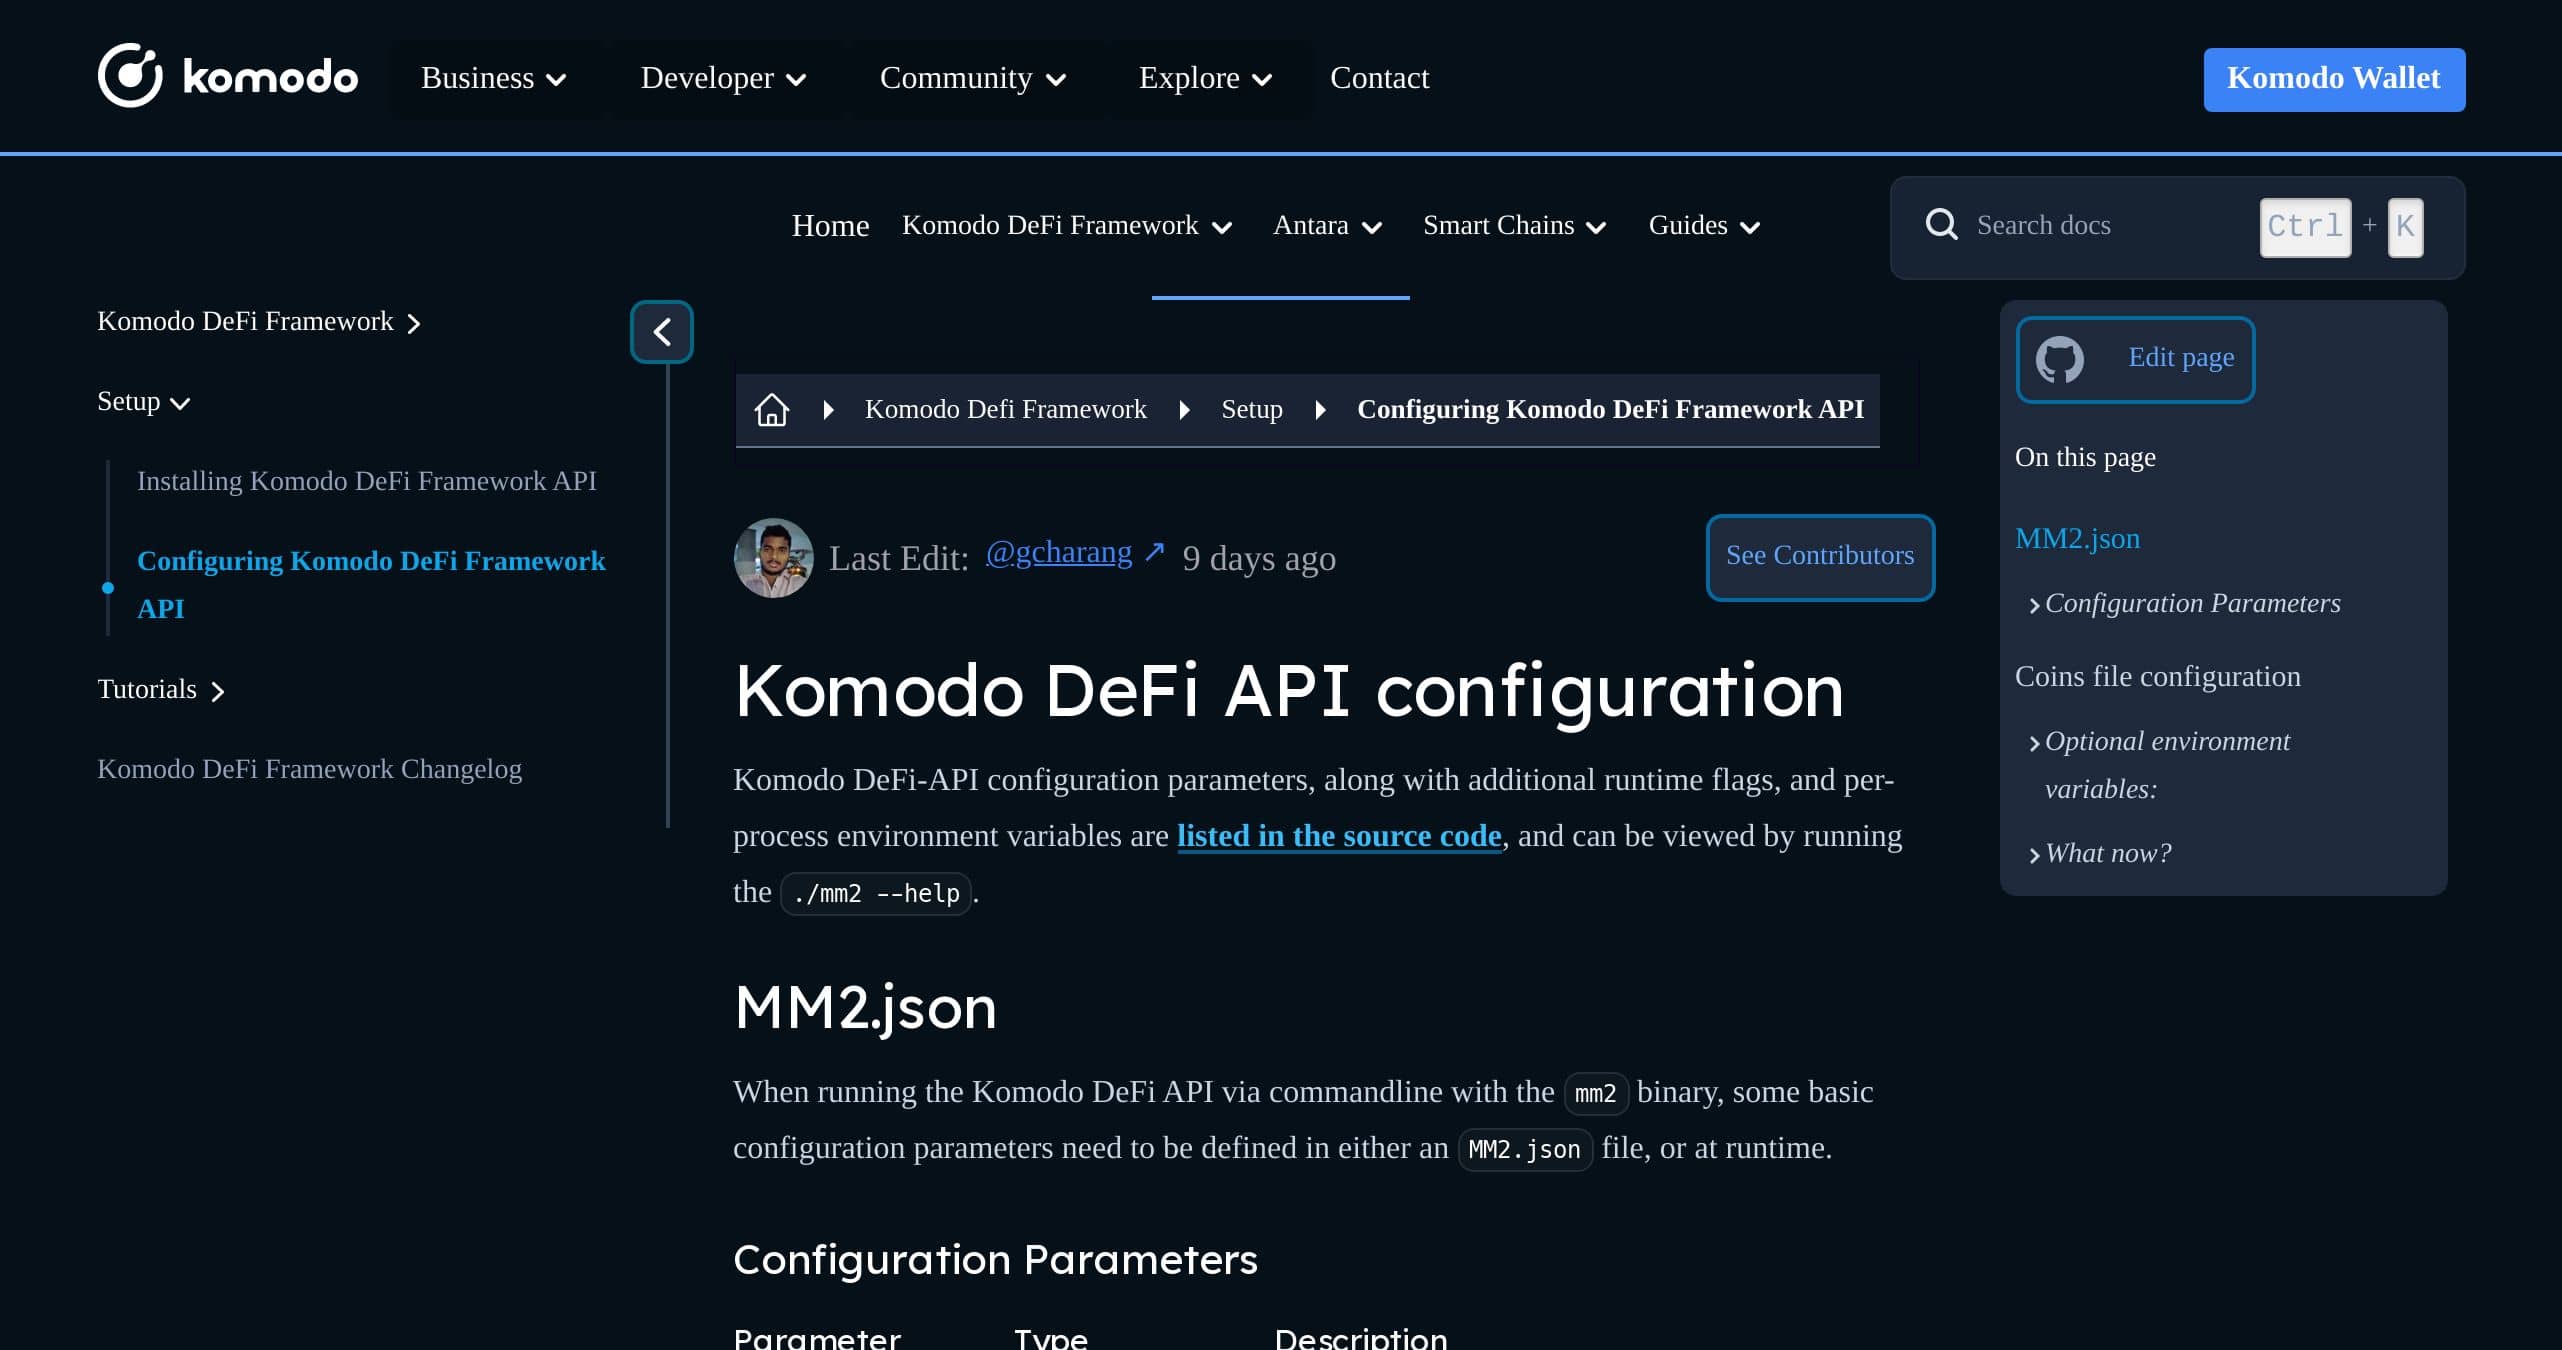 komodo Business Developer Community Explore Contact Komodo Wallet
Home Komodo DeFi Framework Antara Smart Chains Guides Search docs Ctrl + K
Komodo DeFi Framework
Setup
Installing Komodo DeFi Framework API
Configuring Komodo DeFi Framework
API
Tutorials
Komodo DeFi Framework Changelog
Komodo Defi Framework Setup Configuring Komodo DeFi Framework API
Last Edit: @gcharang ↗ 9 days ago See Contributors
Komodo DeFi API configuration
Komodo DeFi-API configuration parameters, along with additional runtime flags, and per-
process environment variables are listed in the source code, and can be viewed by running
the ./mm2 --help.
MM2.json
When running the Komodo DeFi API via commandline with the mm2 binary, some basic
configuration parameters need to be defined in either an MM2.json file, or at runtime.
Configuration Parameters
Parameter Type Description
Edit page
On this page
MM2.json
Configuration Parameters
Coins file configuration
Optional environment
variables:
What now?